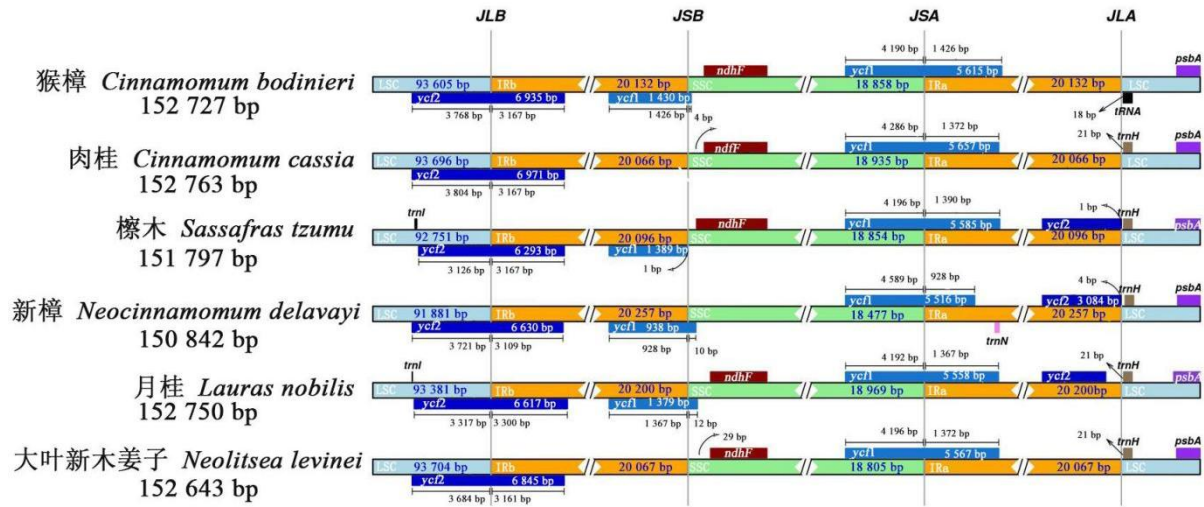 JLB JSB JSA JLA
4 190 bp 1 426 bp
ndhF ycf1 5 615 bp psbA
猴樟 Cinnamomum bodinieri LSC 93 605 bp IRb 20 132 bp SSC 18 858 bp IRa 20 132 bp LSC
152 727 bp ycf2 6 935 bp ycf1 1 430 bp tRNA
3 768 bp 3 167 bp 1 426 bp 4 bp 18 bp
4 286 bp 1 372 bp
ndfF ycf1 5 657 bp 21 bp trnH psbA
肉桂 Cinnamomum cassia LSC 93 696 bp IRb 20 066 bp SSC 18 935 bp IRa 20 066 bp LSC
152 763 bp ycf2 6 971 bp
3 804 bp 3 167 bp
4 196 bp 1 390 bp
trnI ndhF ycf1 5 585 bp ycf2 1 bp trnH psbA
檫木 Sassafras tzumu LSC 92 751 bp IRb 20 096 bp SSC 18 854 bp IRa 20 096 bp LSC
151 797 bp ycf2 6 293 bp ycf1 1 389 bp
3 126 bp 3 167 bp 1 bp
4 589 bp 928 bp
ycf1 5 516 bp ycf2 3 084 bp 4 bp trnH psbA
新樟 Neocinnamomum delavayi LSC 91 881 bp IRb 20 257 bp SSC 18 477 bp IRa 20 257 bp LSC
150 842 bp ycf2 6 630 bp ycf1 938 bp trnN
3 721 bp 3 109 bp 928 bp 10 bp
4 192 bp 1 367 bp
trnI ndhF ycf1 5 558 bp ycf2 21 bp trnH psbA
月桂 Lauras nobilis LSC 93 381 bp IRb 20 200 bp SSC 18 969 bp IRa 20 200bp LSC
152 750 bp ycf2 6 617 bp ycf1 1 379 bp
3 317 bp 3 300 bp 1 367 bp 12 bp
4 196 bp 1 372 bp
29 bp ndhF ycf1 5 567 bp 21 bp trnH psbA
大叶新木姜子 Neolitsea levinei LSC 93 704 bp IRb 20 067 bp SSC 18 805 bp IRa 20 067 bp LSC
152 643 bp ycf2 6 845 bp
3 684 bp 3 161 bp